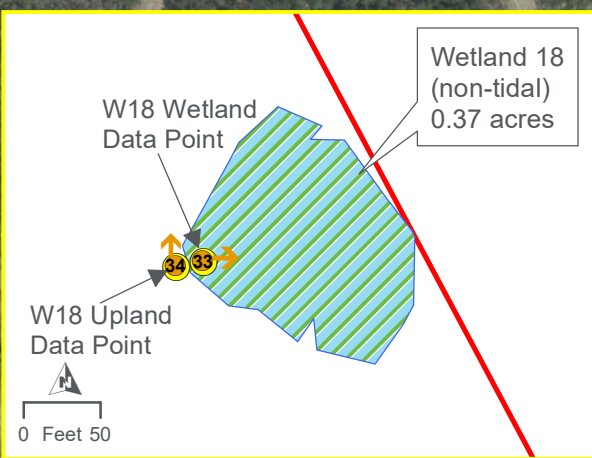 Wetland 18
(non-tidal)
0.37 acres
W18 Wetland
Data Point
34
33
W18 Upland
Data Point
N
0 Feet 50